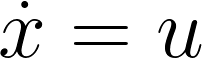 ẋ = u